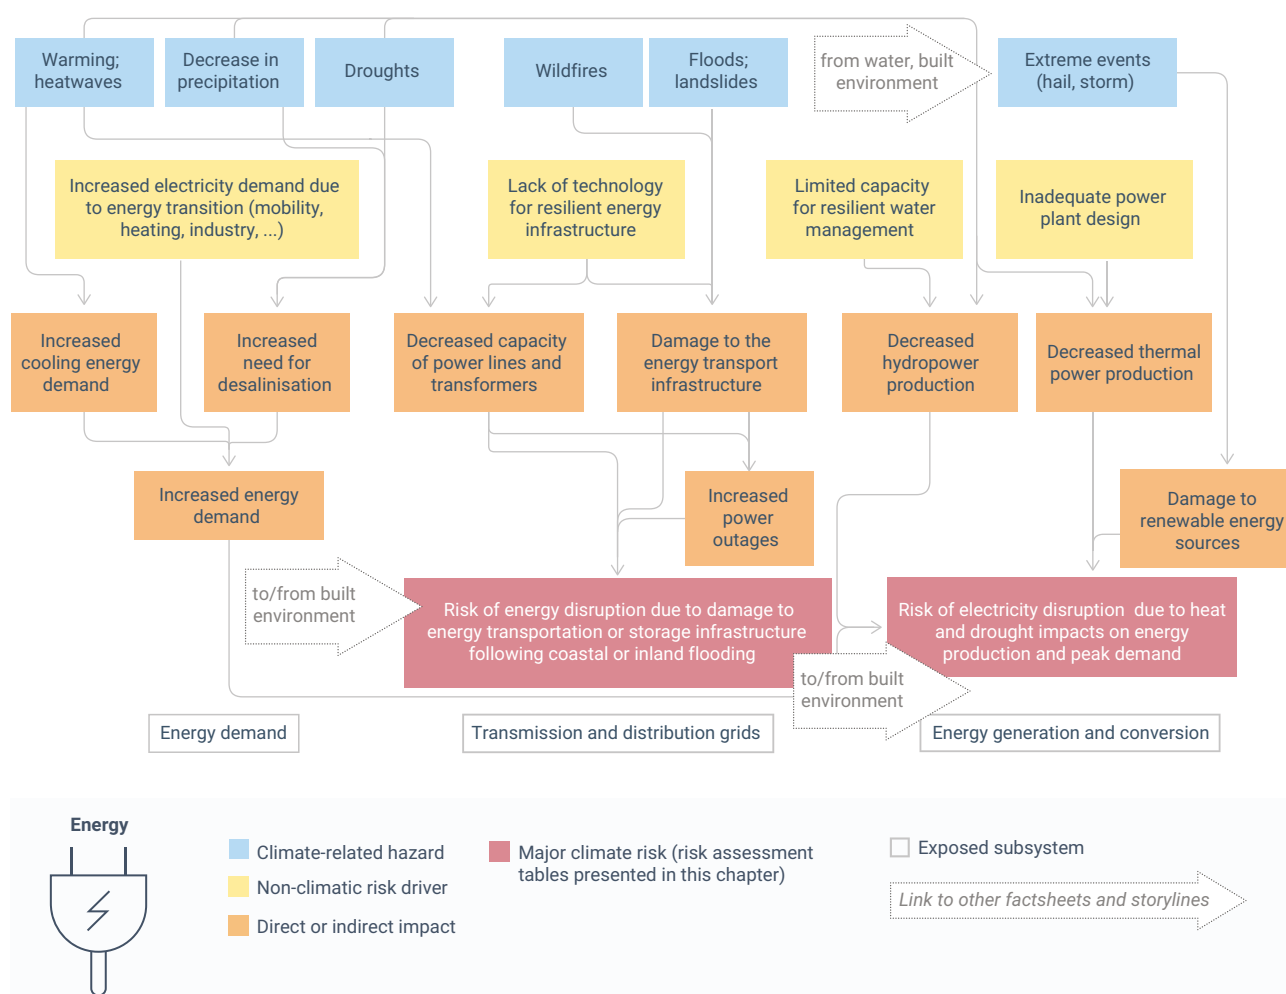 Warming;
heatwaves
Decrease in
precipitation
Droughts
Wildfires
Floods;
landslides
from water, built
environment
Extreme events
(hail, storm)
Increased electricity demand due
to energy transition (mobility,
heating, industry, ...)
Lack of technology
for resilient energy
infrastructure
Limited capacity
for resilient water
management
Inadequate power
plant design
Increased
cooling energy
demand
Increased
need for
desalinisation
Decreased capacity
of power lines and
transformers
Damage to the
energy transport
infrastructure
Decreased
hydropower
production
Decreased thermal
power production
Increased energy
demand
Increased
power
outages
Damage to
renewable energy
sources
to/from built
environment
Risk of energy disruption due to damage to
energy transportation or storage infrastructure
following coastal or inland flooding
Risk of electricity disruption due to heat
and drought impacts on energy
production and peak demand
to/from built
environment
Energy demand
Transmission and distribution grids
Energy generation and conversion
Energy
Climate-related hazard
Non-climatic risk driver
Direct or indirect impact
Major climate risk (risk assessment
tables presented in this chapter)
Exposed subsystem
Link to other factsheets and storylines